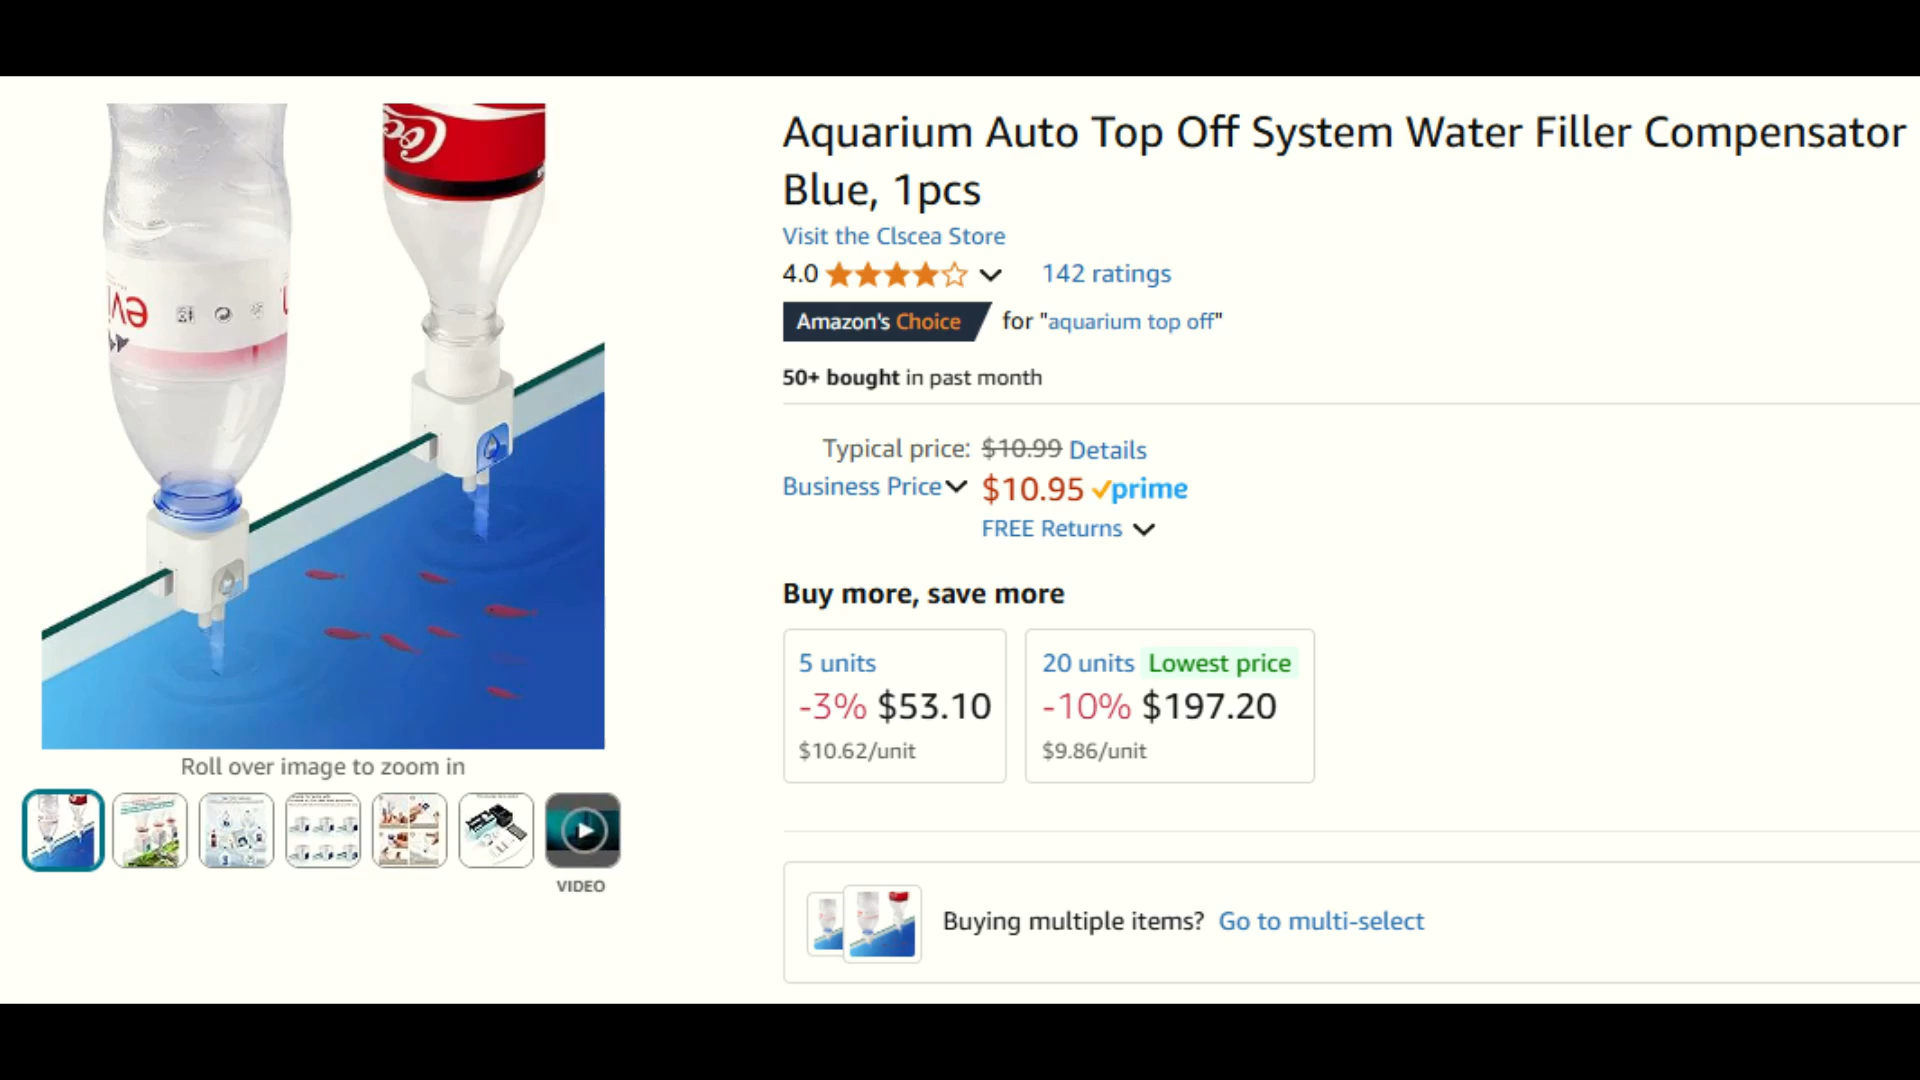 Coca
evi
Aquarium Auto Top Off System Water Filler Compensator
Blue, 1pcs
Visit the Clscea Store
4.0 142 ratings
Amazon's Choice for "aquarium top off"
50+ bought in past month
Typical price: $10.99 Details
Business Price $10.95 prime
FREE Returns
Buy more, save more
5 units
-3% $53.10
$10.62/unit
20 units Lowest price
-10% $197.20
$9.86/unit
Roll over image to zoom in
VIDEO
Buying multiple items? Go to multi-select